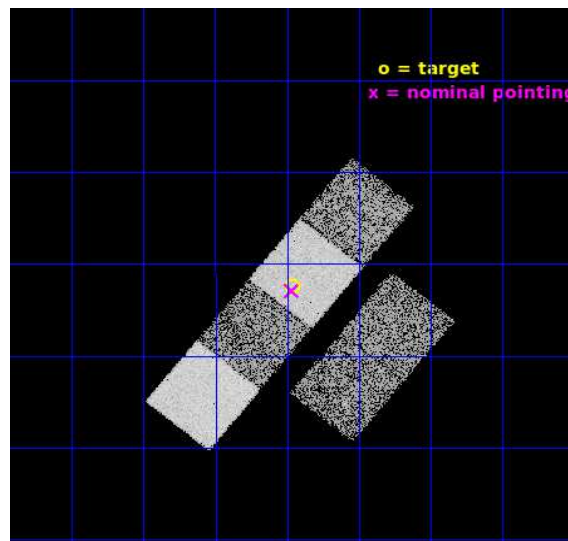 o = target
x = nominal pointing